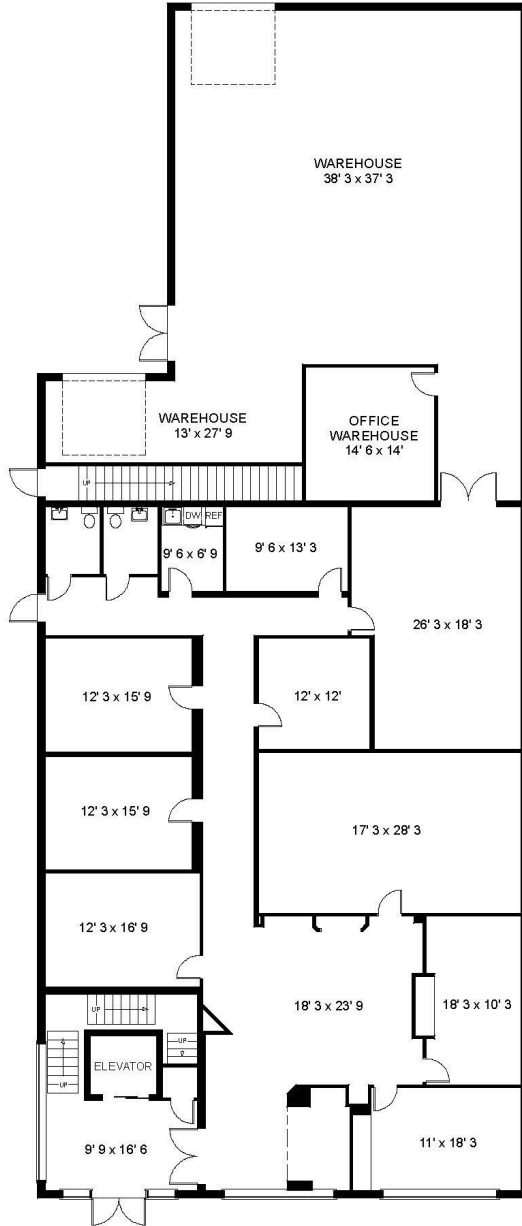 WAREHOUSE
38' 3 x 37' 3
WAREHOUSE
13' x 27' 9
OFFICE
WAREHOUSE
14' 6 x 14'
UP
DW
REF
9' 6 x 6' 9
9' 6 x 13' 3
26' 3 x 18' 3
12' 3 x 15' 9
12' x 12'
12' 3 x 15' 9
17' 3 x 28' 3
12' 3 x 16' 9
18' 3 x 23' 9
18' 3 x 10' 3
UP
UP
ELEVATOR
UP
11' x 18' 3
9' 9 x 16' 6